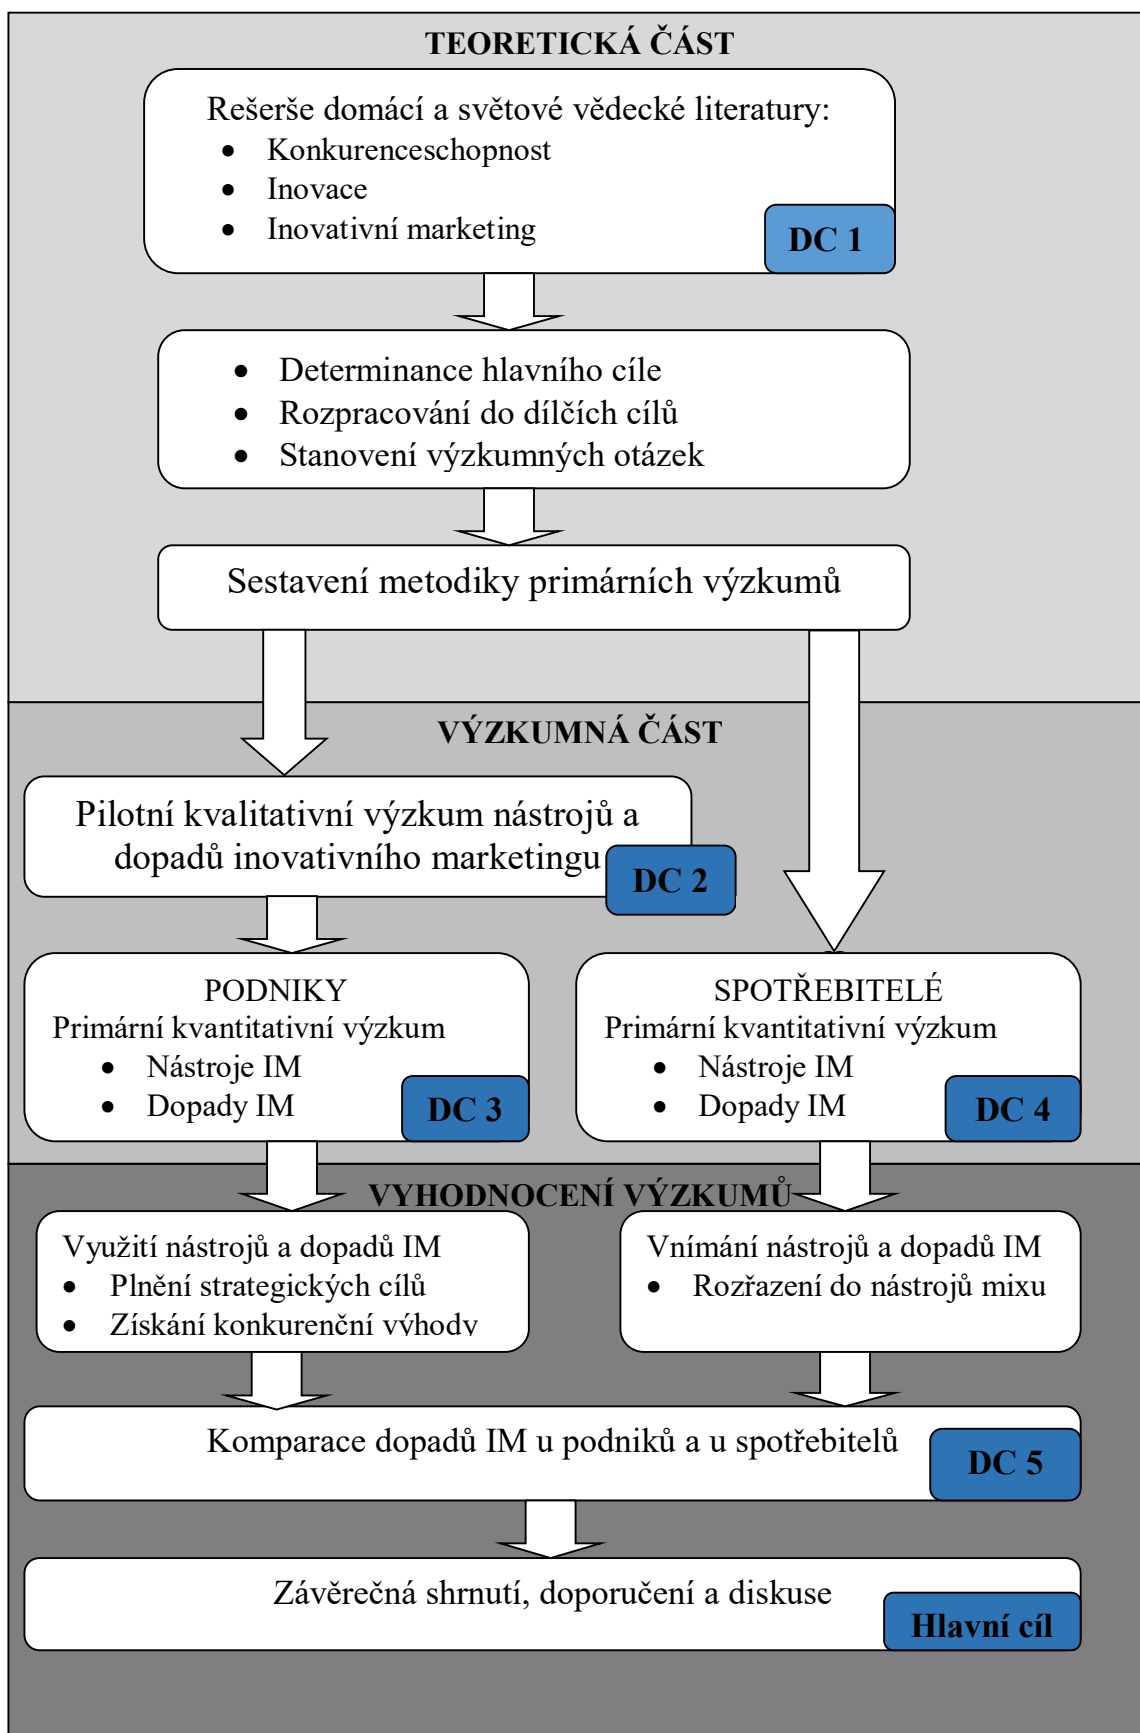 TEORETICKÁ ČÁST
Rešerše domácí a světové vědecké literatury:
• Konkurenceschopnost
• Inovace
• Inovativní marketing
DC 1
• Determinance hlavního cíle
• Rozpracování do dílčích cílů
• Stanovení výzkumných otázek
Sestavení metodiky primárních výzkumů
VÝZKUMNÁ ČÁST
Pilotní kvalitativní výzkum nástrojů a
dopadů inovativního marketingu
DC 2
PODNIKY
Primární kvantitativní výzkum
• Nástroje IM
• Dopady IM
DC 3
SPOTŘEBITELÉ
Primární kvantitativní výzkum
• Nástroje IM
• Dopady IM
DC 4
VYHODNOCENÍ VÝZKUMŮ
Využití nástrojů a dopadů IM
• Plnění strategických cílů
• Získání konkurenční výhody
Vnímání nástrojů a dopadů IM
• Rozřazení do nástrojů mixu
Komparace dopadů IM u podniků a u spotřebitelů
DC 5
Závěrečná shrnutí, doporučení a diskuse
Hlavní cíl